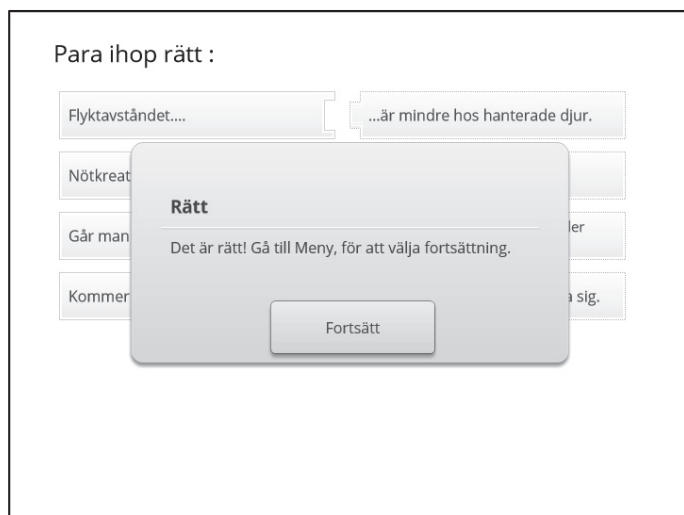 Para ihop rätt :
Flyktavståndet.... ...är mindre hos hanterade djur.
Nötkreat
Rätt
Går man
Det är rätt! Gå till Meny, för att välja fortsättning.
Kommer sig.
Fortsätt